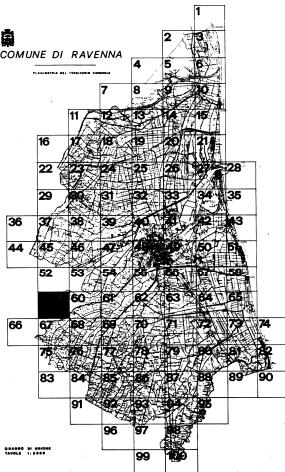 1
COMUNE DI RAVENNA
2 3
PLANIMETRIA DEL TERRITORIO COMUNALE
4 5 6
7 8 9 10
11 12 13 14 15
16 17 18 19 20 21
22 23 24 25 26 27 28
29 30 31 32 33 34 35
36 37 38 39 40 41 42 43
44 45 46 47 48 49 50 51
52 53 54 55 56 57 58
60 61 62 63 64 65
66 67 68 69 70 71 72 73 74
75 76 77 78 79 80 81 82
83 84 85 86 87 88 89 90
91 92 93 94 95
96 97 98
QUADRO DI UNIONE
TAVOLE 1:5000
99 100